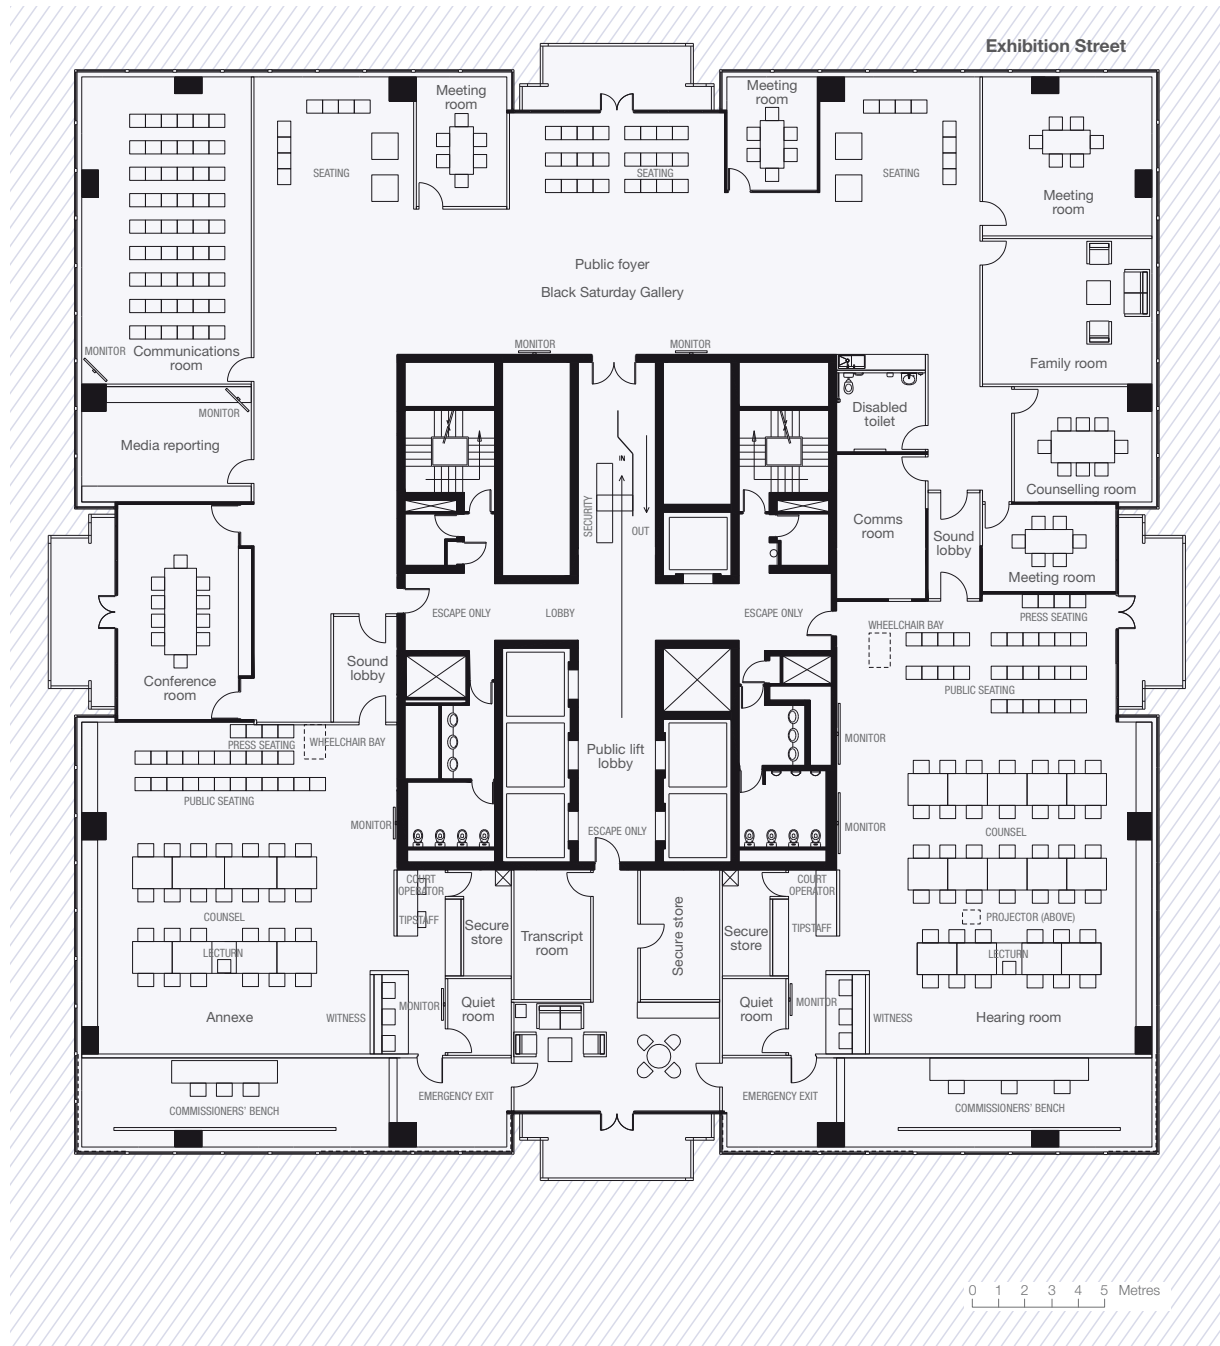 Exhibition Street
Meeting
room
SEATING
SEATING
Meeting
room
SEATING
Meeting
room
Public foyer
Black Saturday Gallery
MONITOR
Communications
room
MONITOR
MONITOR
MONITOR
Family room
MONITOR
Media reporting
Disabled
toilet
Counselling room
SECURITY
IN
OUT
Comms
room
Sound
lobby
Meeting room
ESCAPE ONLY
LOBBY
ESCAPE ONLY
PRESS SEATING
WHEELCHAIR BAY
PUBLIC SEATING
Conference
room
Sound
lobby
PRESS SEATING
WHEELCHAIR BAY
PUBLIC SEATING
MONITOR
Public lift
lobby
ESCAPE ONLY
MONITOR
MONITOR
COUNSEL
COURT
OPERATOR
TIPSTAFF
Secure
store
Transcript
room
Secure store
Secure
store
COURT
OPERATOR
TIPSTAFF
COUNSEL
LECTURN
PROJECTOR (ABOVE)
LECTURN
Annexe
WITNESS
MONITOR
Quiet
room
Quiet
room
MONITOR
WITNESS
Hearing room
COMMISSIONERS' BENCH
EMERGENCY EXIT
EMERGENCY EXIT
COMMISSIONERS' BENCH
0 1 2 3 4 5 Metres